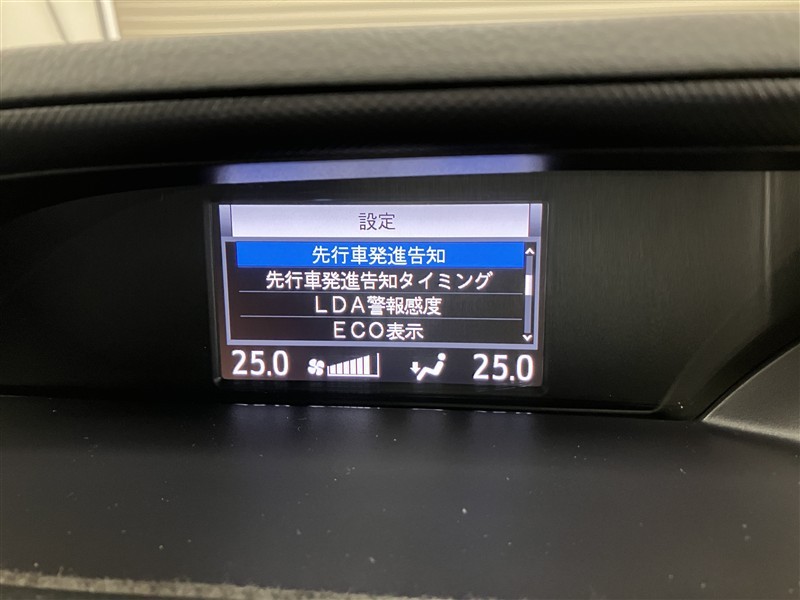 設定
先行車発進告知
先行車発進告知タイミング
LDA警報感度
ECO表示
25.0 25.0